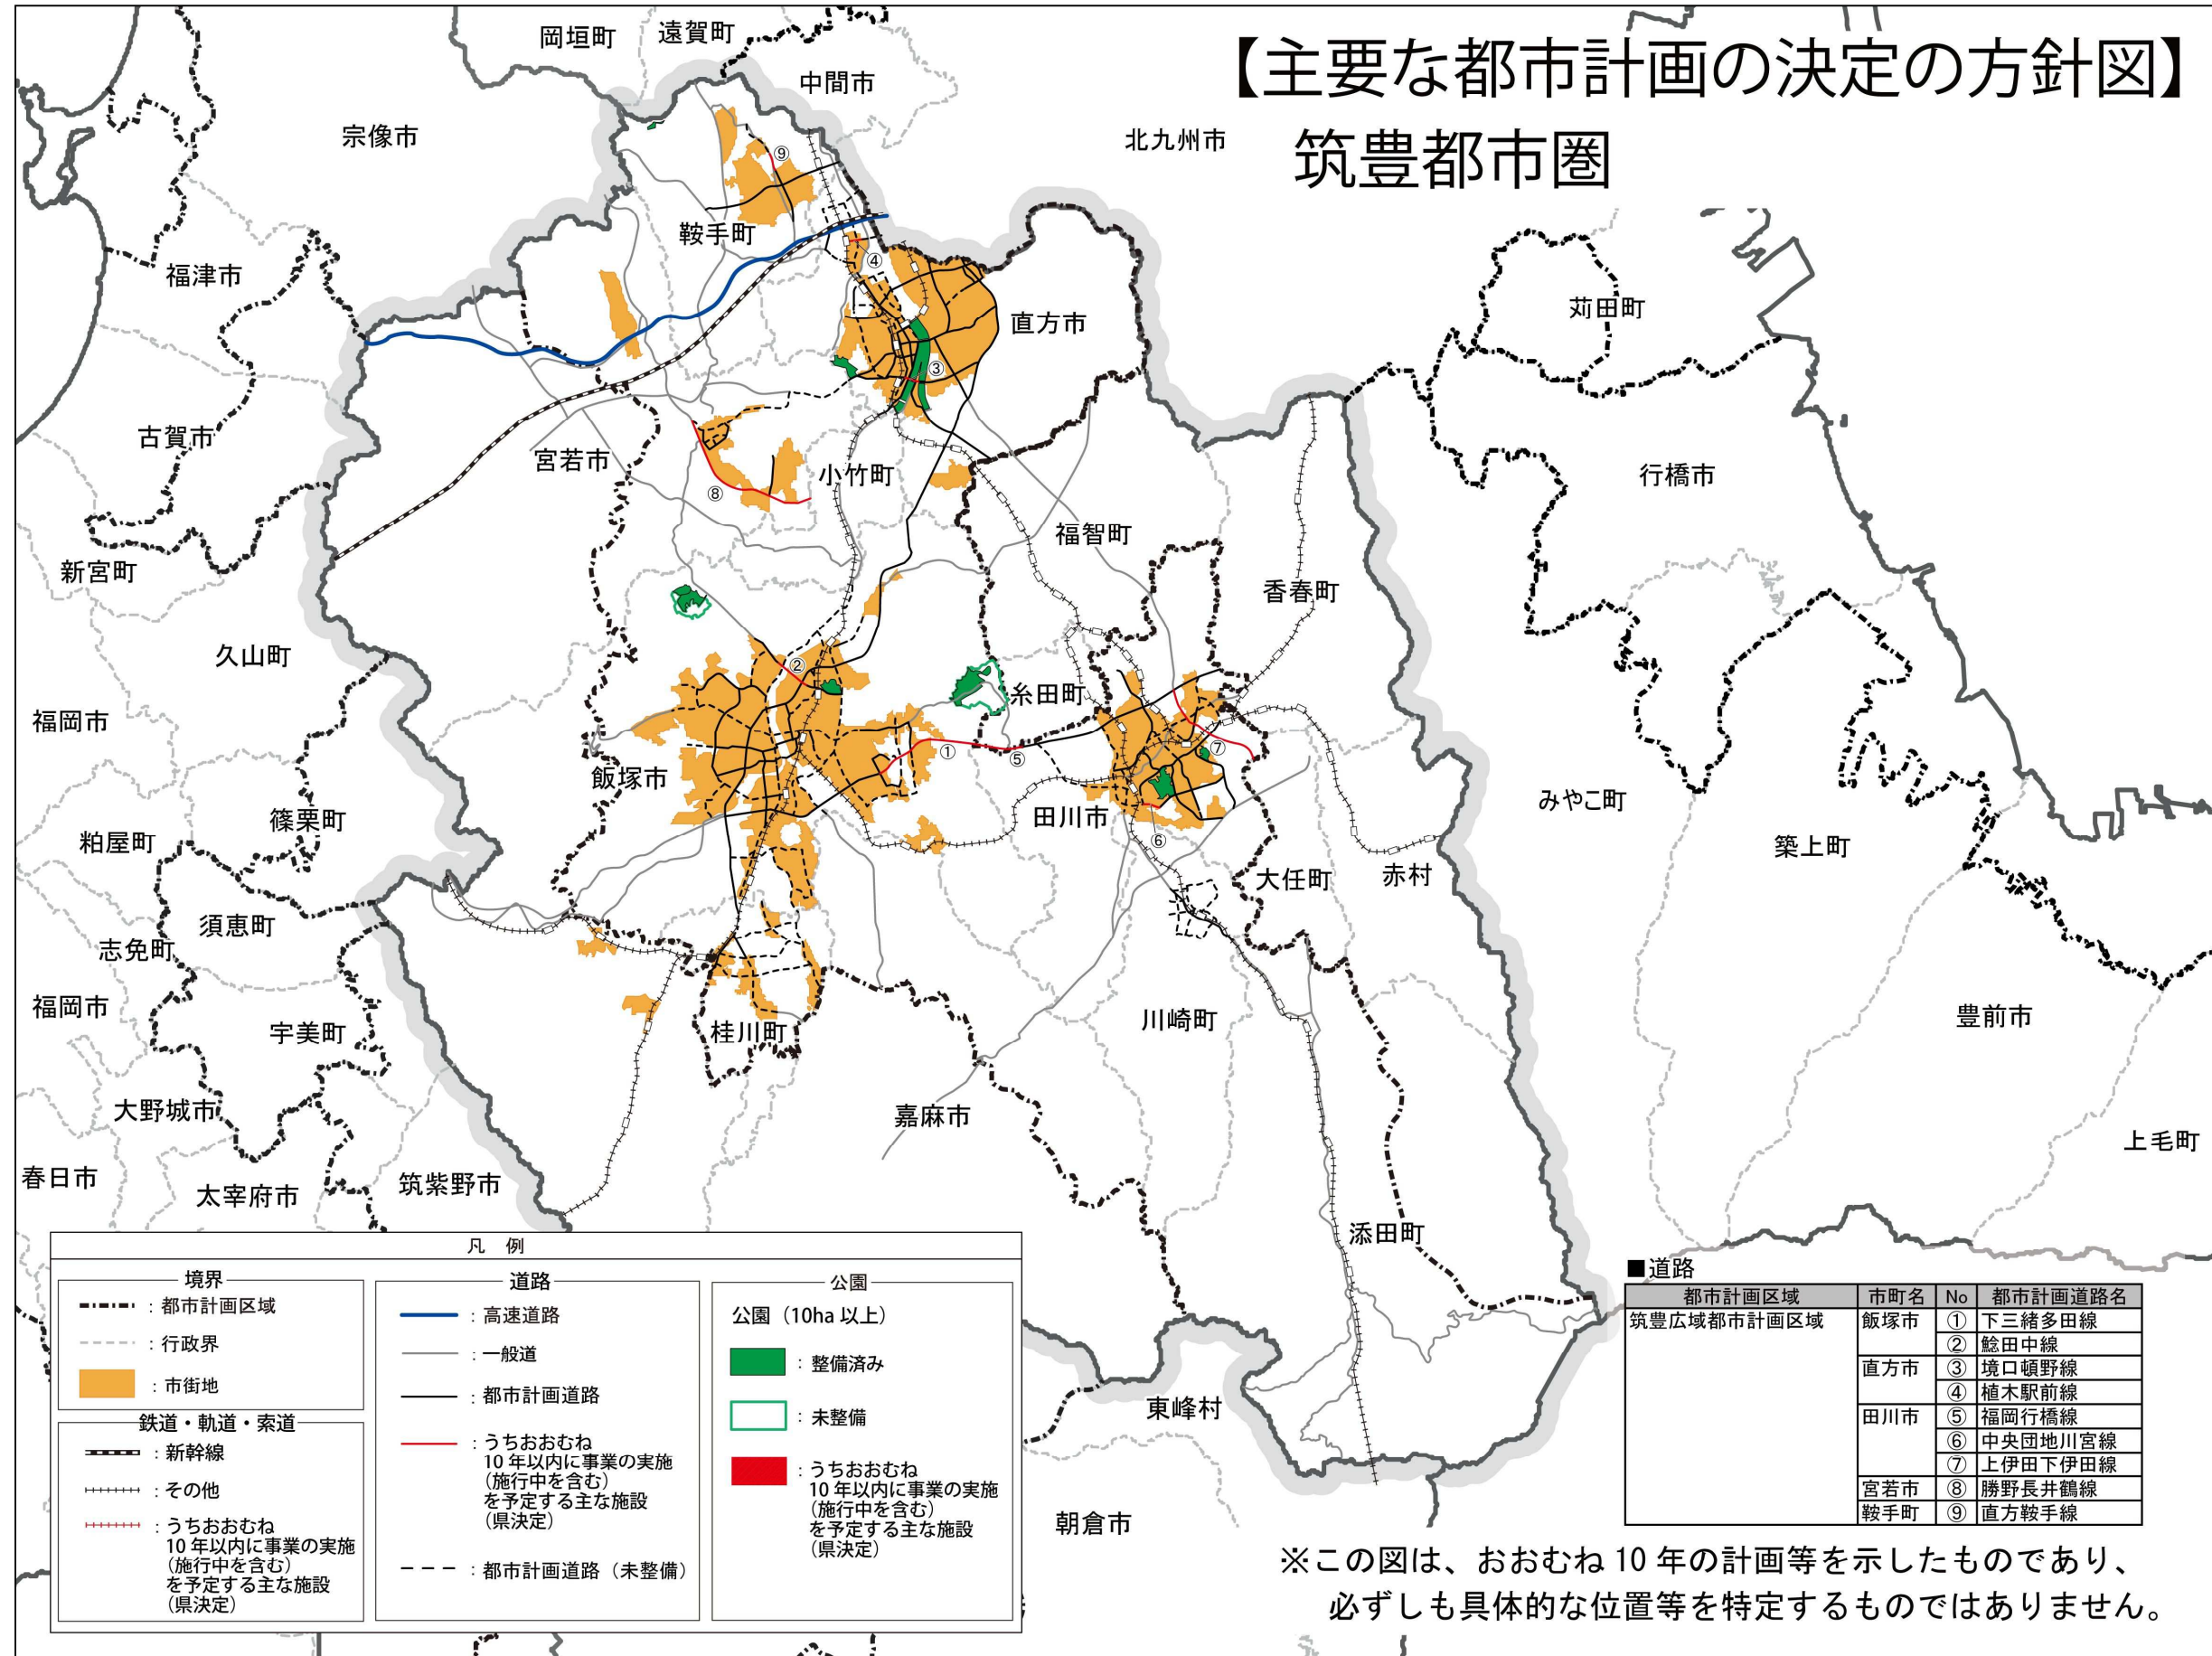 【主要な都市計画の決定の方針図】
筑豊都市圏
岡垣町
遠賀町
中間市
宗像市
北九州市
⑨
鞍手町
④
福津市
直方市
苅田町
③
古賀市
宮若市
小竹町
行橋市
⑧
福智町
新宮町
香春町
久山町
②
糸田町
福岡市
①
⑤
⑦
飯塚市
みやこ町
篠栗町
田川市
粕屋町
⑥
築上町
大任町
赤村
須恵町
志免町
福岡市
宇美町
桂川町
川崎町
豊前市
大野城市
嘉麻市
上毛町
春日市
太宰府市
筑紫野市
添田町
東峰村
朝倉市
凡 例
境界
：都市計画区域
：行政界
：市街地
鉄道・軌道・索道
：新幹線
：その他
：うちおおむね
10 年以内に事業の実施
（施行中を含む）
を予定する主な施設
（県決定）
道路
：高速道路
：一般道
：都市計画道路
：うちおおむね
10 年以内に事業の実施
（施行中を含む）
を予定する主な施設
（県決定）
：都市計画道路（未整備）
公園
公園（10ha 以上）
：整備済み
：未整備
：うちおおむね
10 年以内に事業の実施
（施行中を含む）
を予定する主な施設
（県決定）
■道路
都市計画区域 市町名 No 都市計画道路名
筑豊広域都市計画区域 飯塚市 ① 下三緒多田線
② 鯰田中線
直方市 ③ 境口頓野線
④ 植木駅前線
田川市 ⑤ 福岡行橋線
⑥ 中央団地川宮線
⑦ 上伊田下伊田線
宮若市 ⑧ 勝野長井鶴線
鞍手町 ⑨ 直方鞍手線
※この図は、おおむね 10 年の計画等を示したものであり、
必ずしも具体的な位置等を特定するものではありません。